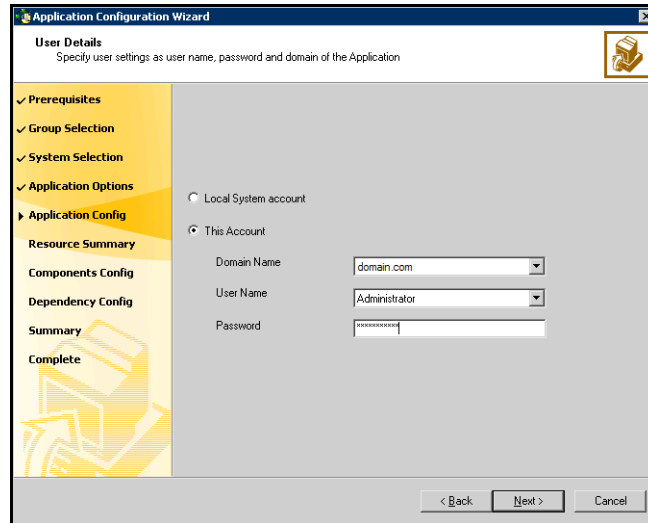 Application Configuration Wizard
User Details
Specify user settings as user name, password and domain of the Application
Prerequisites
Group Selection
System Selection
Application Options
Application Config
Resource Summary
Components Config
Dependency Config
Summary
Complete
Local System account
This Account
Domain Name
domain.com
User Name
Administrator
Password
xxxxxxxxxxx
< Back
Next >
Cancel